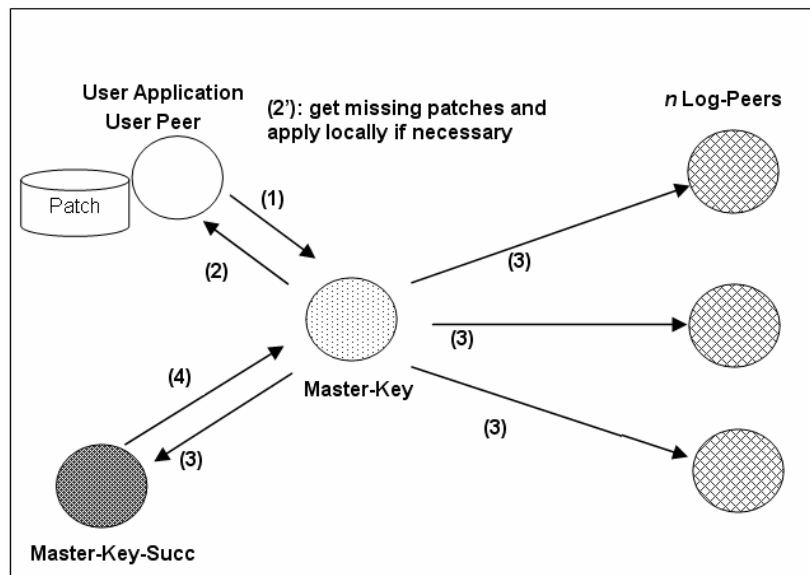 User Application
User Peer
(2'): get missing patches and
apply locally if necessary
n Log-Peers
Patch
(1)
(2)
(3)
(3)
(3)
Master-Key
(4)
(3)
Master-Key-Succ